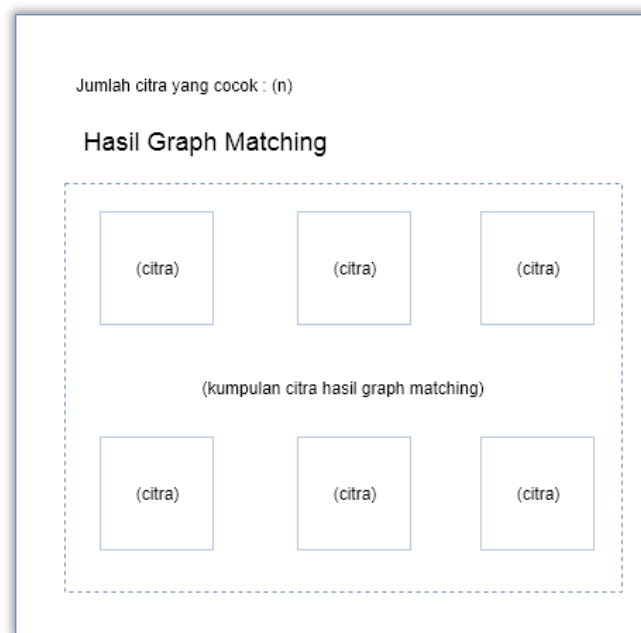 Jumlah citra yang cocok : (n)
Hasil Graph Matching
(citra)
(citra)
(citra)
(kumpulan citra hasil graph matching)
(citra)
(citra)
(citra)